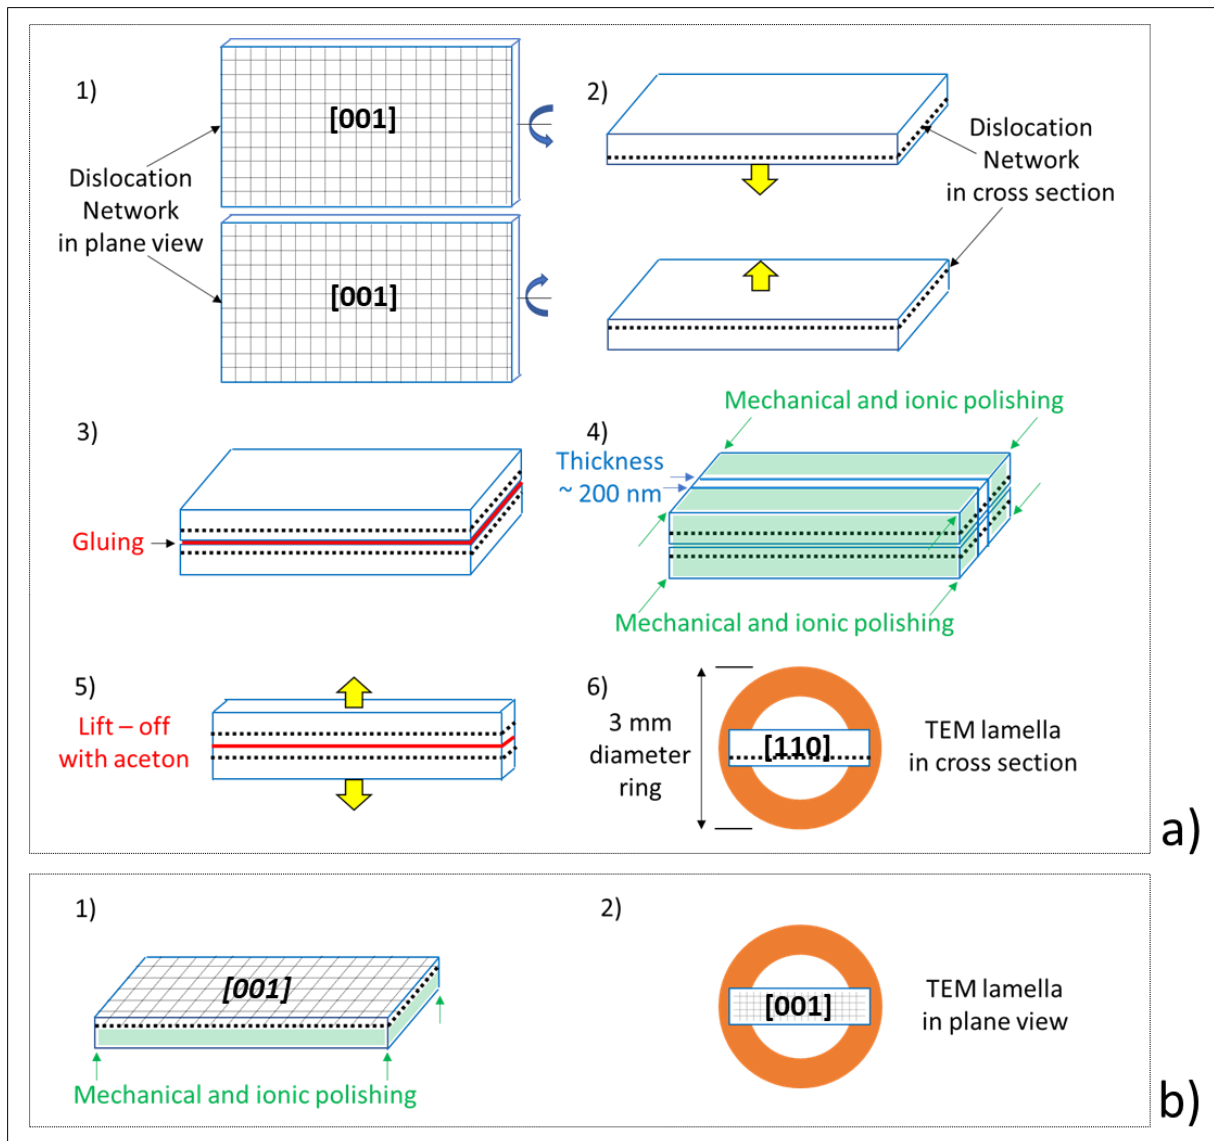 1)
[001]
Dislocation
Network
in plane view
[001]
2)
Dislocation
Network
in cross section
3)
Gluing
4)
Mechanical and ionic polishing
Thickness
~ 200 nm
Mechanical and ionic polishing
5)
Lift – off
with aceton
6)
3 mm
diameter
ring
[110]
TEM lamella
in cross section
a)
1)
[001]
Mechanical and ionic polishing
2)
[001]
TEM lamella
in plane view
b)